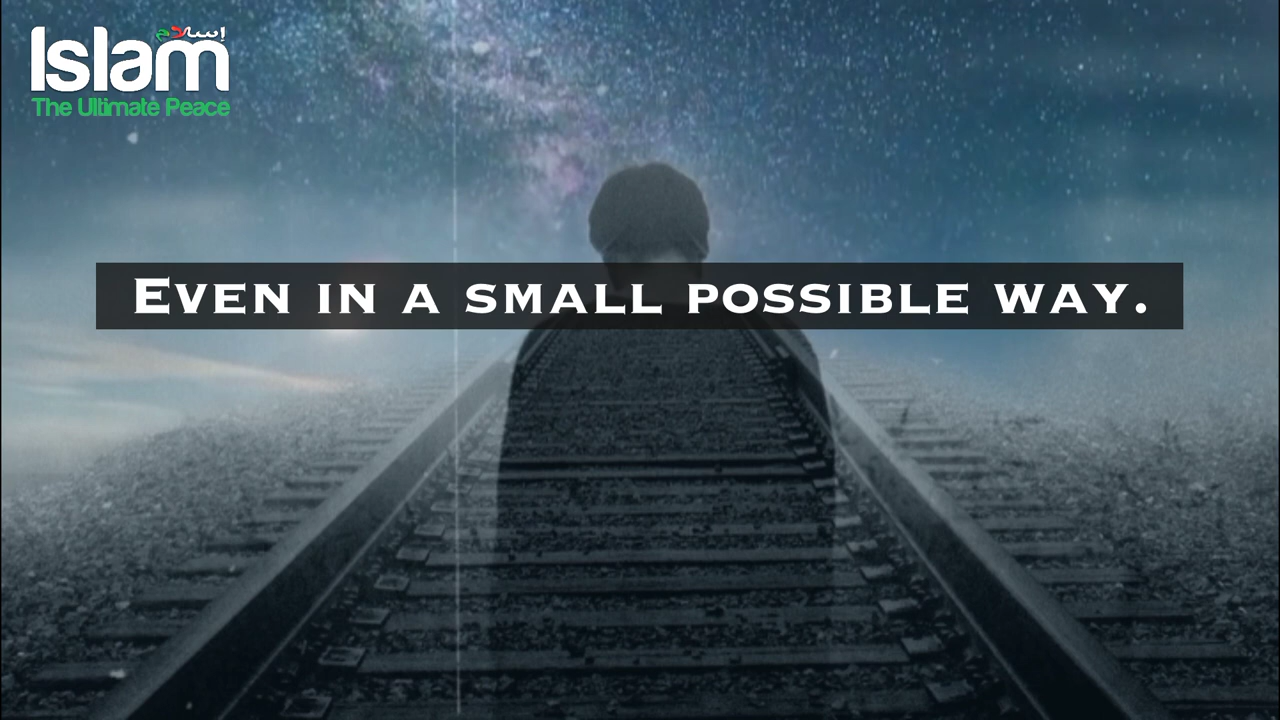 إسلام
Islam
The Ultimate Peace
Even in a small possible way.